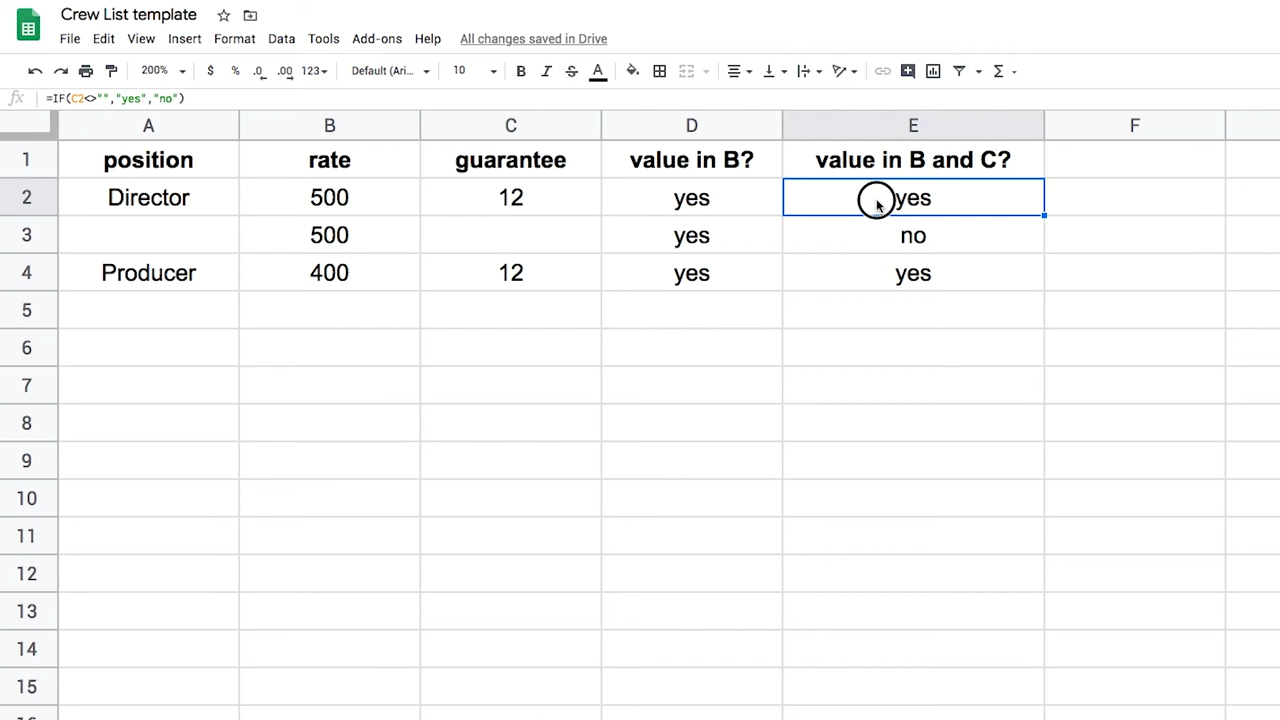 Crew List template
File Edit View Insert Format Data Tools Add-ons Help All changes saved in Drive
200% $ % .0 .00 123 Default (Ari... 10 B I S A Σ
fx =IF(C2<>"","yes","no")
A B C D E F
1 position rate guarantee value in B? value in B and C?
2 Director 500 12 yes yes
3 500 yes no
4 Producer 400 12 yes yes
5
6
7
8
9
10
11
12
13
14
15
16